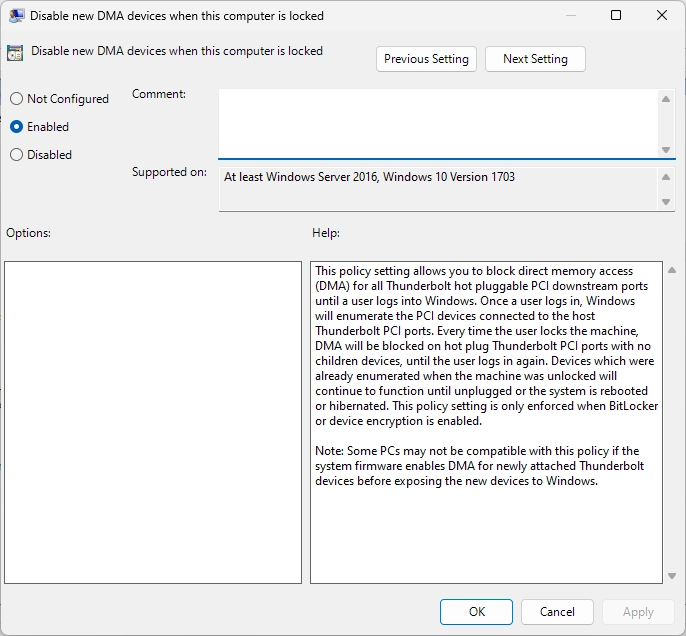 Disable new DMA devices when this computer is locked
Disable new DMA devices when this computer is locked
Previous Setting
Next Setting
Not Configured
Enabled
Disabled
Comment:
Supported on:
At least Windows Server 2016, Windows 10 Version 1703
Options:
Help:
This policy setting allows you to block direct memory access
(DMA) for all Thunderbolt hot pluggable PCI downstream ports
until a user logs into Windows. Once a user logs in, Windows
will enumerate the PCI devices connected to the host
Thunderbolt PCI ports. Every time the user locks the machine,
DMA will be blocked on hot plug Thunderbolt PCI ports with no
children devices, until the user logs in again. Devices which were
already enumerated when the machine was unlocked will
continue to function until unplugged or the system is rebooted
or hibernated. This policy setting is only enforced when BitLocker
or device encryption is enabled.
Note: Some PCs may not be compatible with this policy if the
system firmware enables DMA for newly attached Thunderbolt
devices before exposing the new devices to Windows.
OK
Cancel
Apply